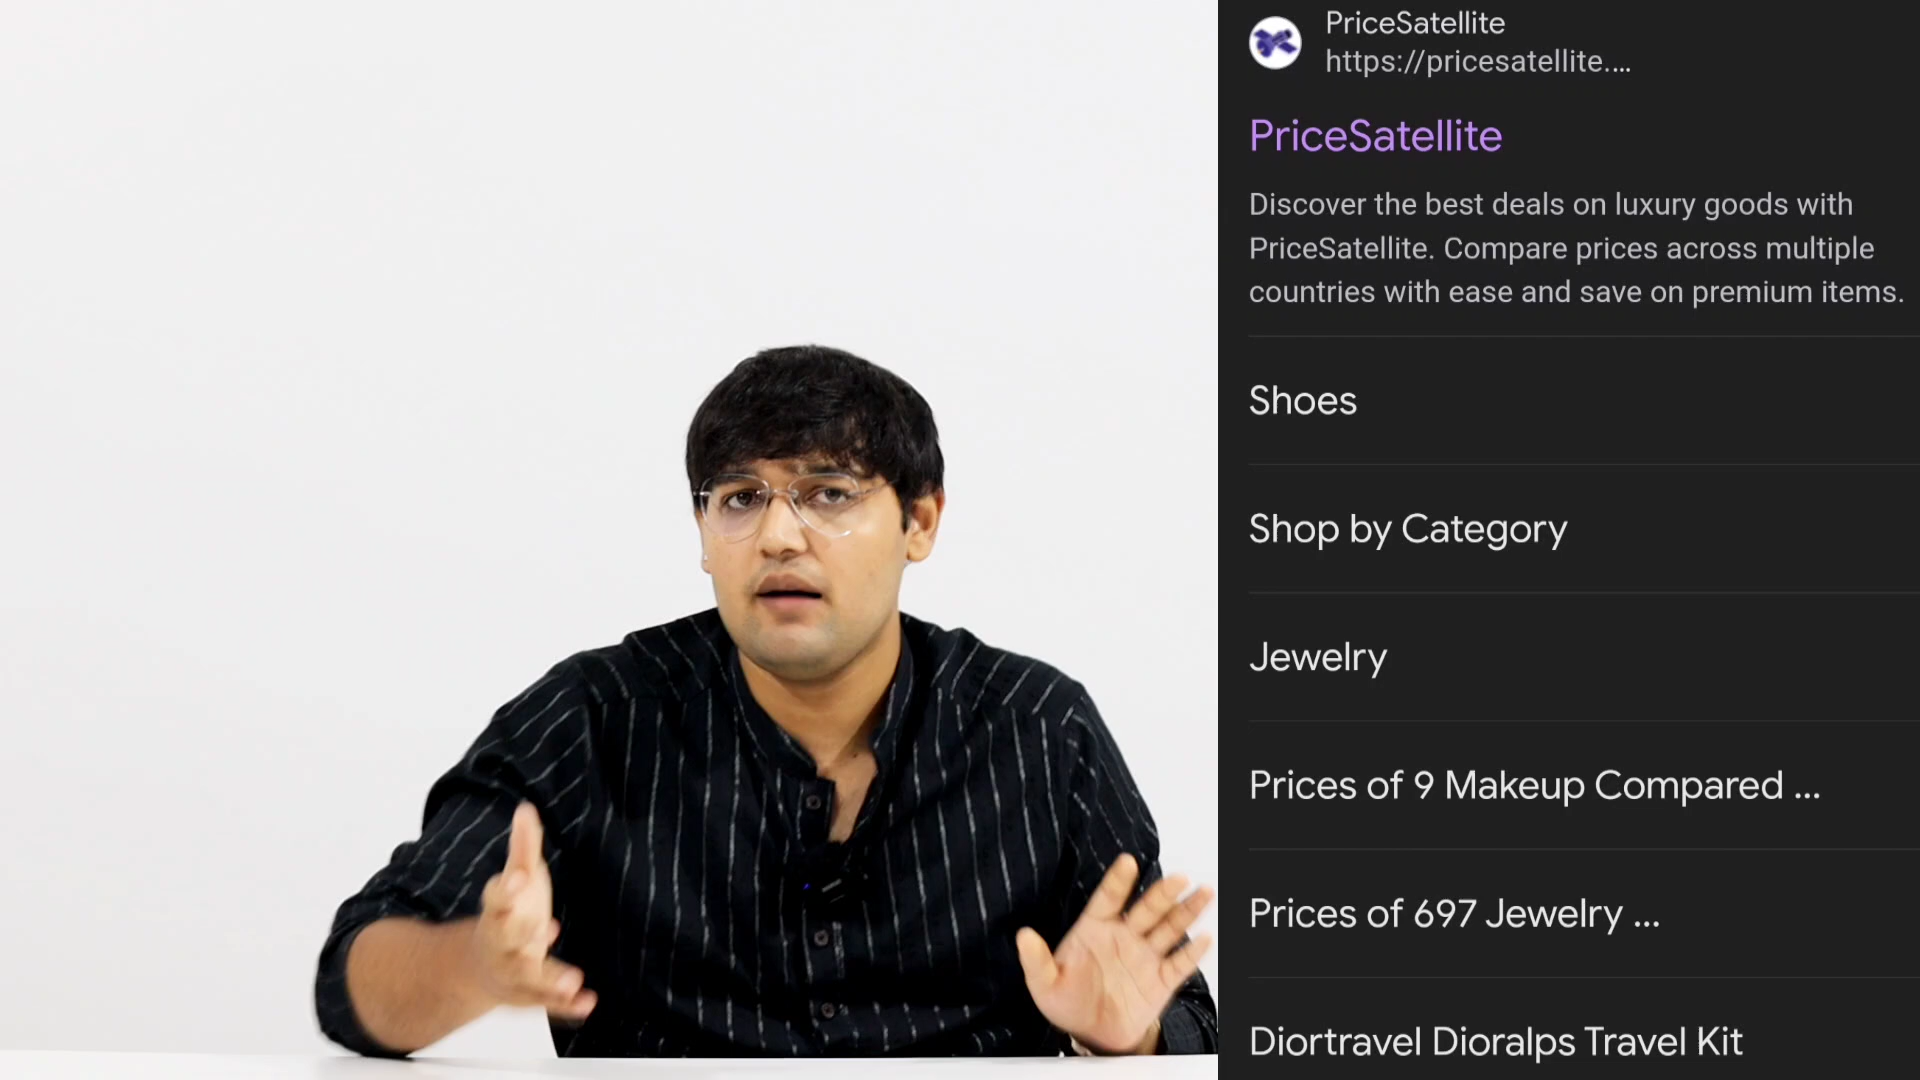 PriceSatellite
https://pricesatellite....
PriceSatellite
Discover the best deals on luxury goods with
PriceSatellite. Compare prices across multiple
countries with ease and save on premium items.
Shoes
Shop by Category
Jewelry
Prices of 9 Makeup Compared ...
Prices of 697 Jewelry ...
Diortravel Dioralps Travel Kit